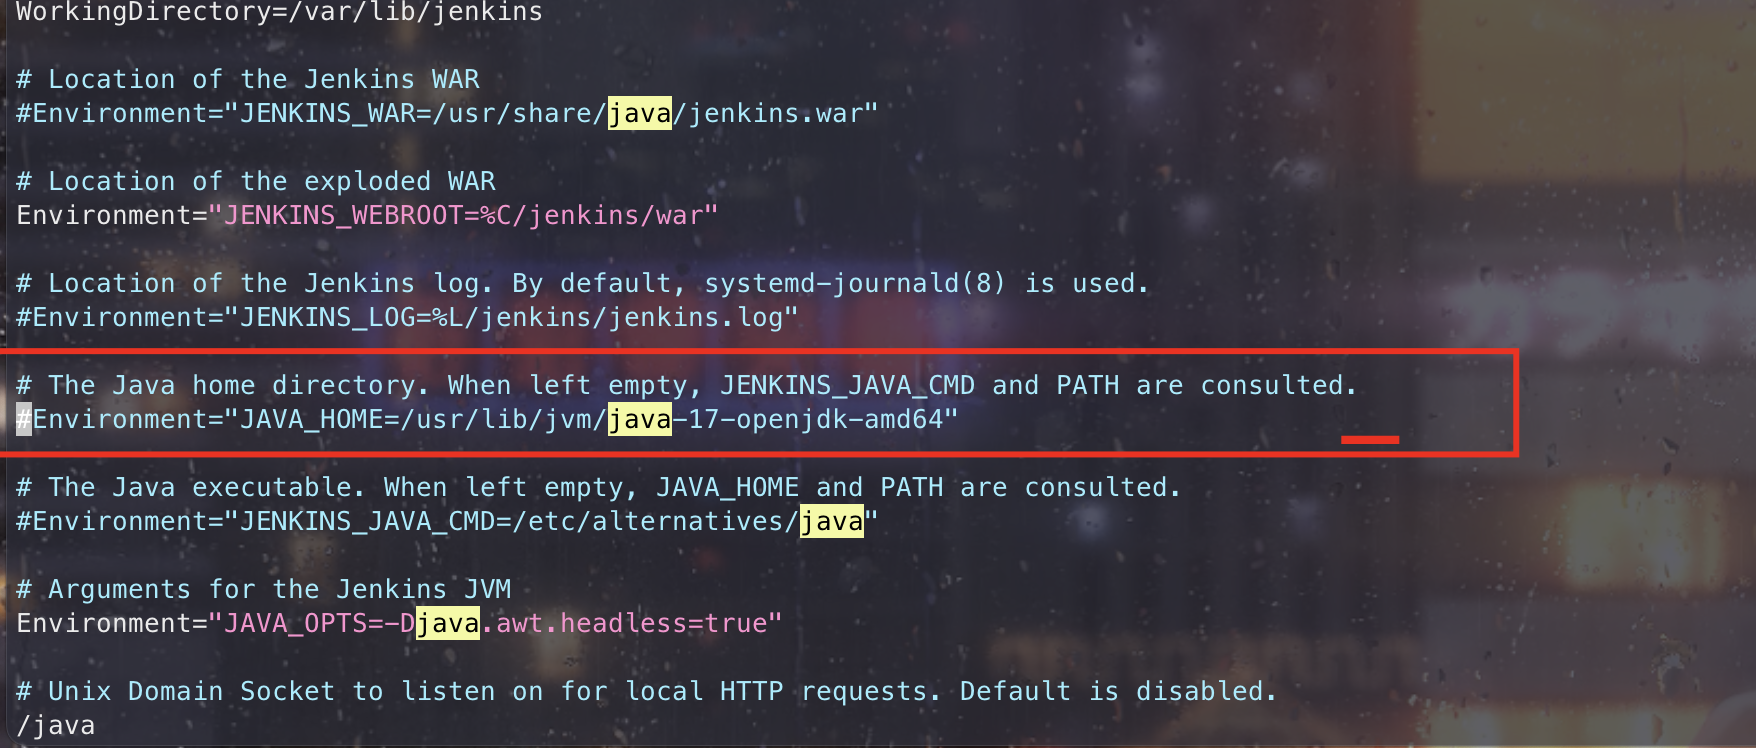 WorkingDirectory=/var/lib/jenkins
# Location of the Jenkins WAR
#Environment="JENKINS_WAR=/usr/share/java/jenkins.war"
# Location of the exploded WAR
Environment="JENKINS_WEBROOT=%C/jenkins/war"
# Location of the Jenkins log. By default, systemd-journald(8) is used.
#Environment="JENKINS_LOG=%L/jenkins/jenkins.log"
# The Java home directory. When left empty, JENKINS_JAVA_CMD and PATH are consulted.
#Environment="JAVA_HOME=/usr/lib/jvm/java-17-openjdk-amd64"
# The Java executable. When left empty, JAVA_HOME and PATH are consulted.
#Environment="JENKINS_JAVA_CMD=/etc/alternatives/java"
# Arguments for the Jenkins JVM
Environment="JAVA_OPTS=-Djava.awt.headless=true"
# Unix Domain Socket to listen on for local HTTP requests. Default is disabled.
/java